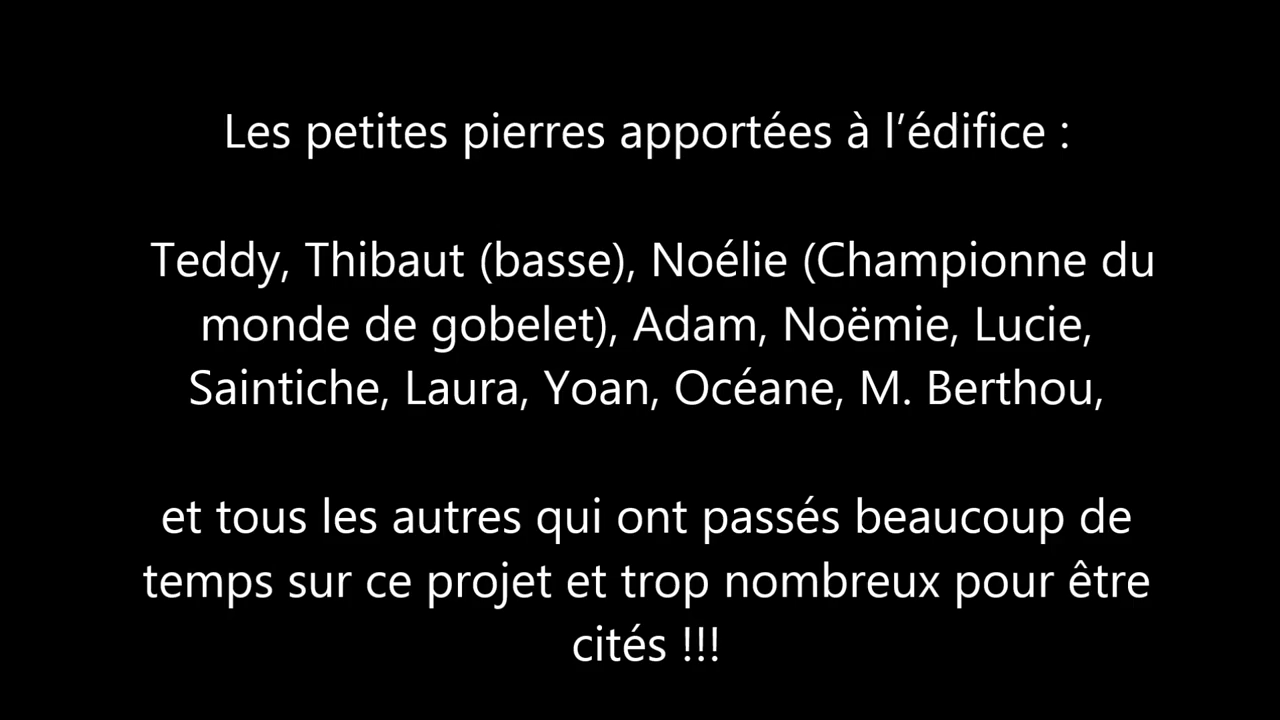 Les petites pierres apportées à l’édifice :
Teddy, Thibaut (basse), Noélie (Championne du
monde de gobelet), Adam, Noëmie, Lucie,
Saintiche, Laura, Yoan, Océane, M. Berthou,
et tous les autres qui ont passés beaucoup de
temps sur ce projet et trop nombreux pour être
cités !!!